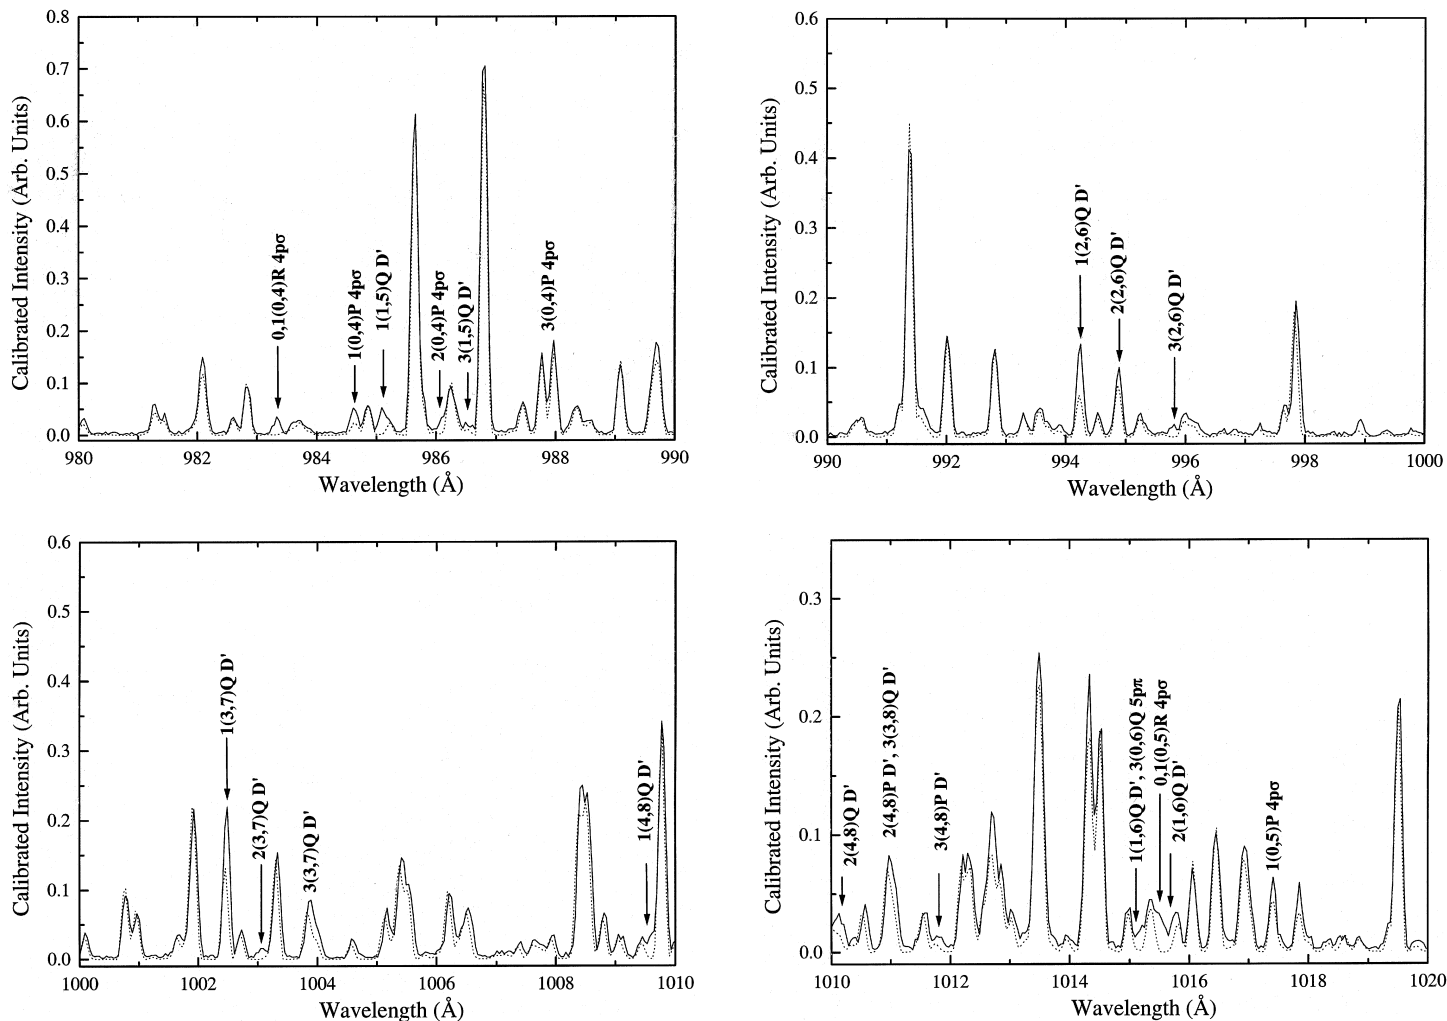 0.8
0.7
0.6
0.5
0.4
0.3
0.2
0.1
0.0
Calibrated Intensity (Arb. Units)
0,1(0,4)R 4pσ
1(0,4)P 4pσ
1(1,5)Q D'
2(0,4)P 4pσ
3(1,5)Q D'
3(0,4)P 4pσ
980 982 984 986 988 990
Wavelength (Å)
0.6
0.5
0.4
0.3
0.2
0.1
0.0
Calibrated Intensity (Arb. Units)
1(2,6)Q D'
2(2,6)Q D'
3(2,6)Q D'
990 992 994 996 998 1000
Wavelength (Å)
0.6
0.5
0.4
0.3
0.2
0.1
0.0
Calibrated Intensity (Arb. Units)
1(3,7)Q D'
2(3,7)Q D'
3(3,7)Q D'
1(4,8)Q D'
1000 1002 1004 1006 1008 1010
Wavelength (Å)
0.3
0.2
0.1
0.0
Calibrated Intensity (Arb. Units)
2(4,8)Q D'
2(4,8)P D', 3(3,8)Q D'
3(4,8)P D'
1(1,6)Q D', 3(0,6)Q 5pπ
0,1(0,5)R 4pσ
2(1,6)Q D'
1(0,5)P 4pσ
1010 1012 1014 1016 1018 1020
Wavelength (Å)